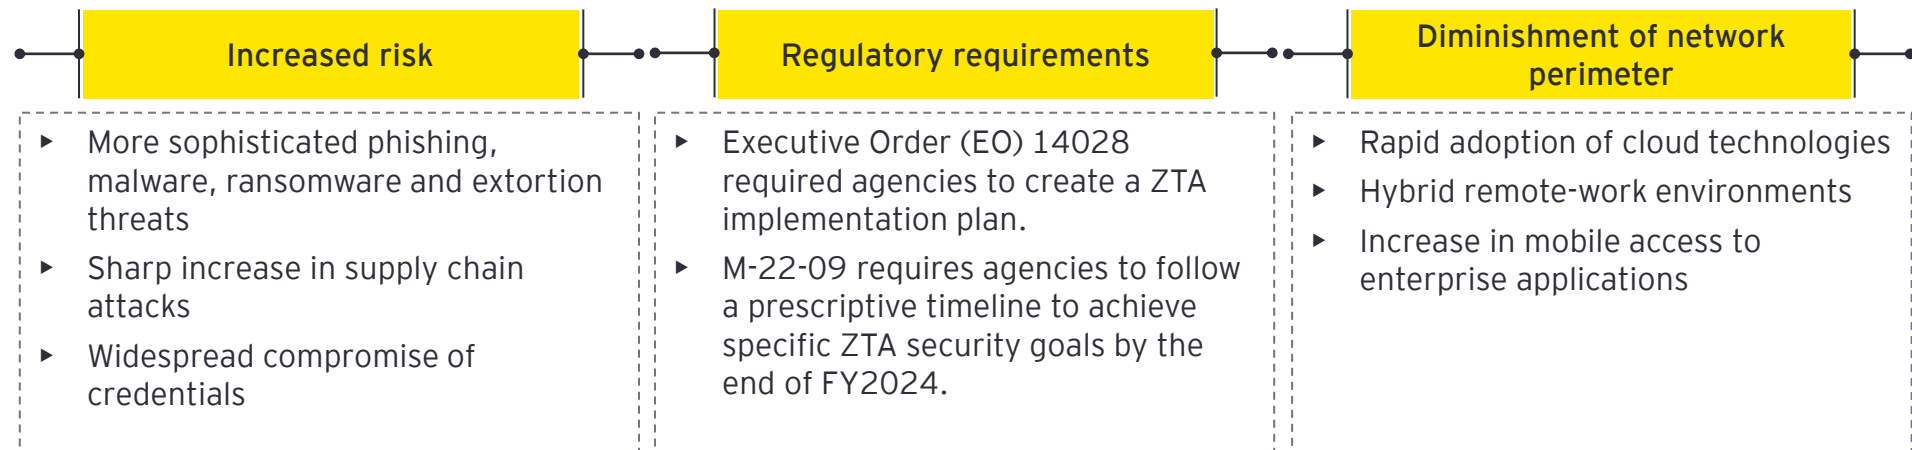 Increased risk
▸ More sophisticated phishing,
malware, ransomware and extortion
threats
▸ Sharp increase in supply chain
attacks
▸ Widespread compromise of
credentials
Regulatory requirements
▸ Executive Order (EO) 14028
required agencies to create a ZTA
implementation plan.
▸ M-22-09 requires agencies to follow
a prescriptive timeline to achieve
specific ZTA security goals by the
end of FY2024.
Diminishment of network
perimeter
▸ Rapid adoption of cloud technologies
▸ Hybrid remote-work environments
▸ Increase in mobile access to
enterprise applications